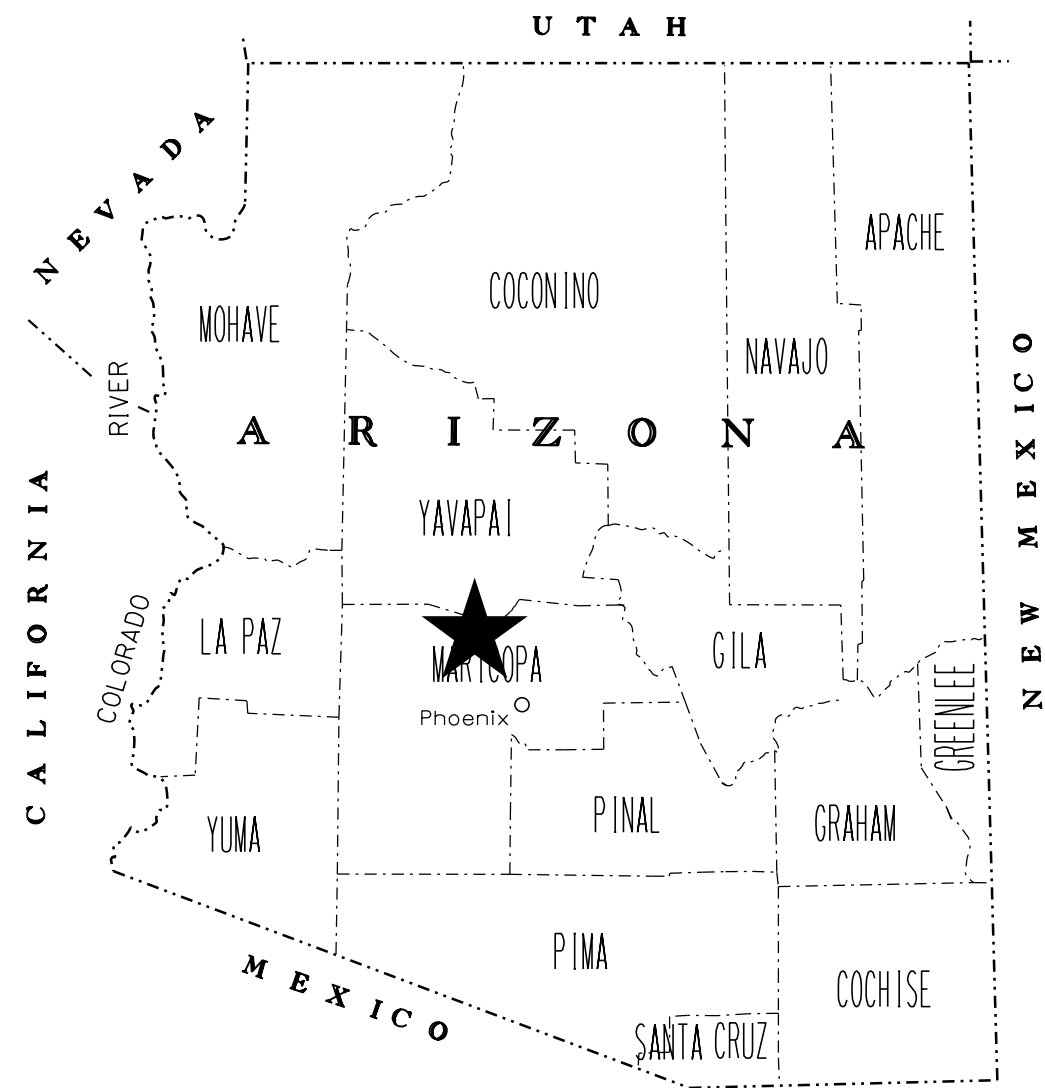 UTAH
NEVADA
APACHE
COCONINO
MOHAVE
NAVAJO
RIVER
ARIZONA
NEW MEXICO
CALIFORNIA
YAVAPAI
COLORADO
LA PAZ
MARICOPA
GILA
GREENLEE
Phoenix
PINAL
GRAHAM
YUMA
PIMA
MEXICO
COCHISE
SANTA CRUZ